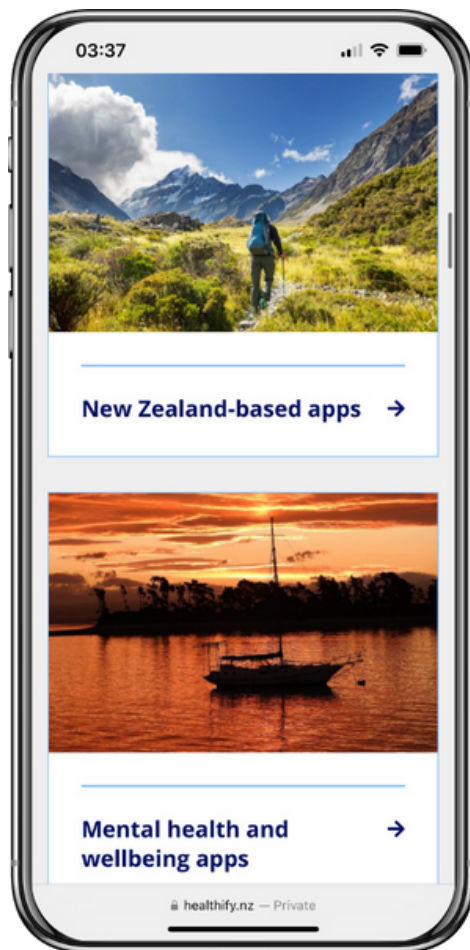 03:37
New Zealand-based apps →
Mental health and →
wellbeing apps
healthify.nz — Private